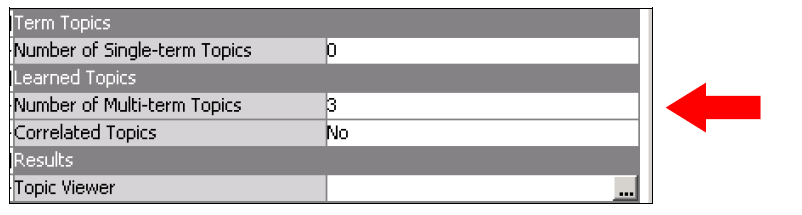 Term Topics
Number of Single-term Topics 0
Learned Topics
Number of Multi-term Topics 3
Correlated Topics No
Results
Topic Viewer ...